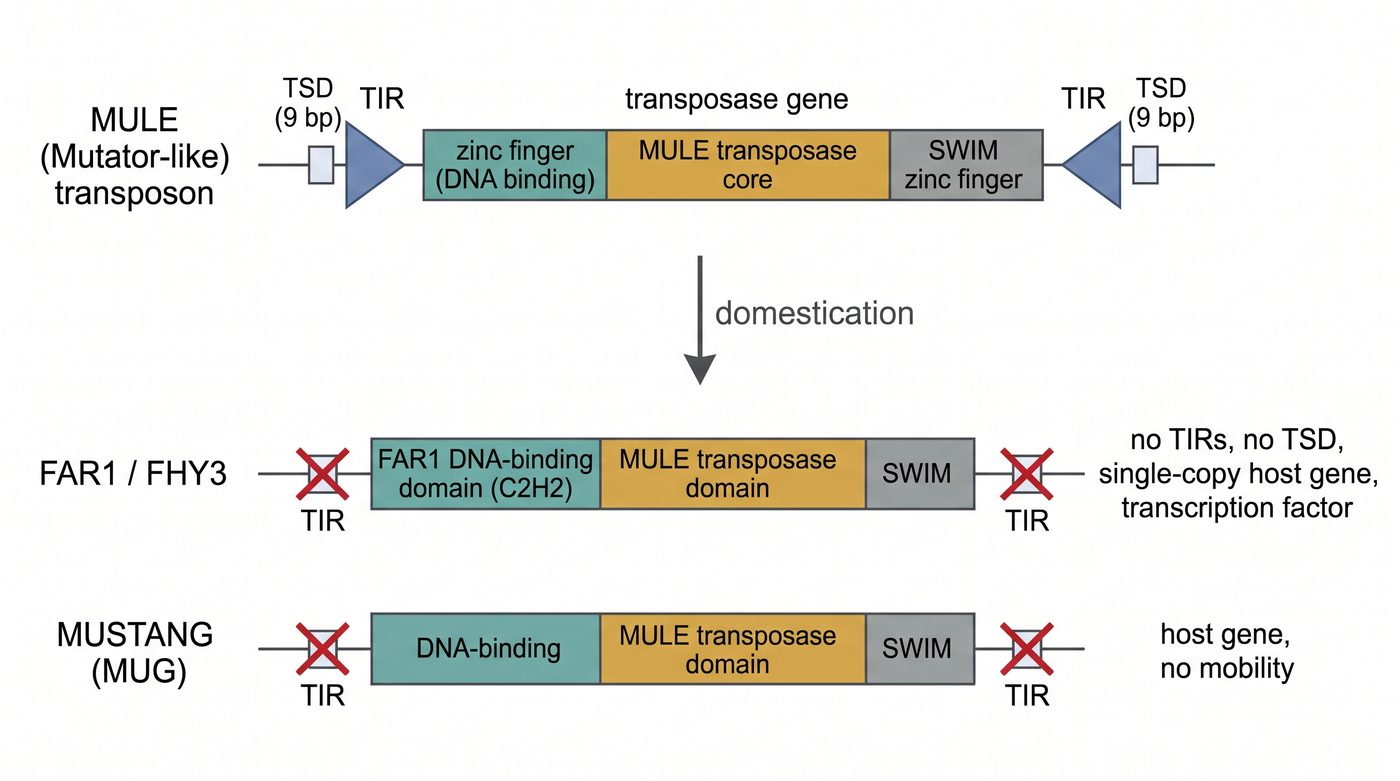 MULE
(Mutator-like)
transposon
TSD
(9 bp)
TIR
transposase gene
TIR
TSD
(9 bp)
zinc finger
(DNA binding)
MULE transposase
core
SWIM
zinc finger
domestication
FAR1 / FHY3
TIR
FAR1 DNA-binding
domain (C2H2)
MULE transposase
domain
SWIM
TIR
no TIRs, no TSD,
single-copy host gene,
transcription factor
MUSTANG
(MUG)
TIR
DNA-binding
MULE transposase
domain
SWIM
TIR
host gene,
no mobility